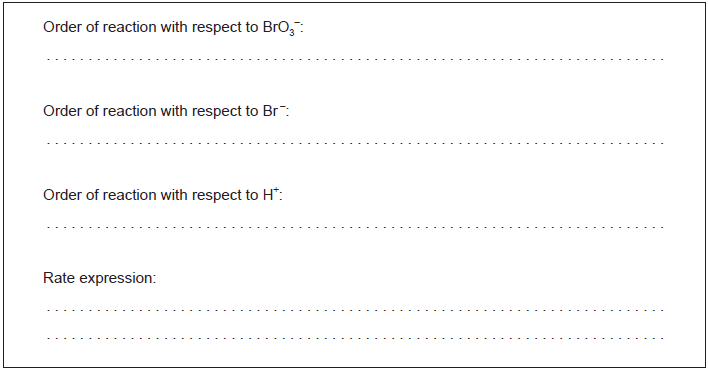 Order of reaction with respect to BrO₃⁻:
Order of reaction with respect to Br⁻:
Order of reaction with respect to H⁺:
Rate expression: